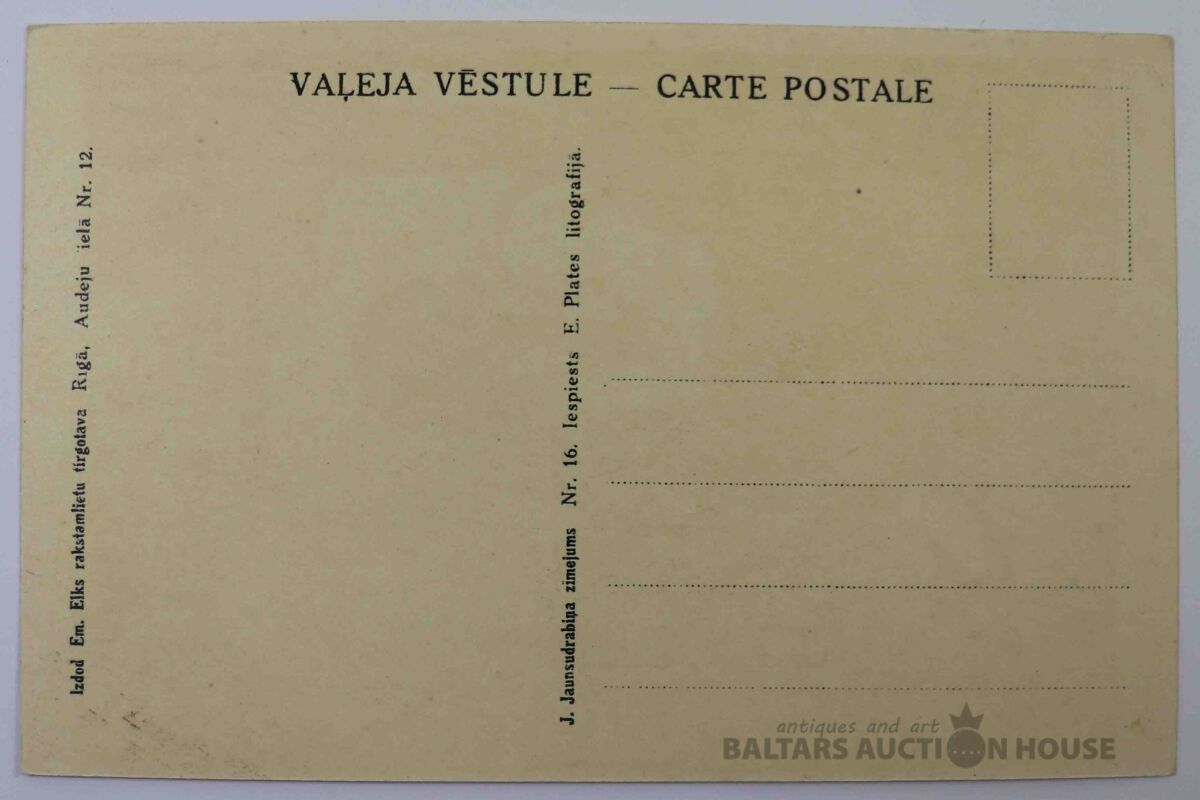 VAĻEJA VĒSTULE — CARTE POSTALE
Izdod Em. Elks rakstamlietu tirgotava Rīgā, Audeju ielā Nr. 12.
J. Jaunsudrabiņa zimejums Nr. 16. Iespiests E. Plates litografijā.
antiques and art
BALTARS AUCTION HOUSE